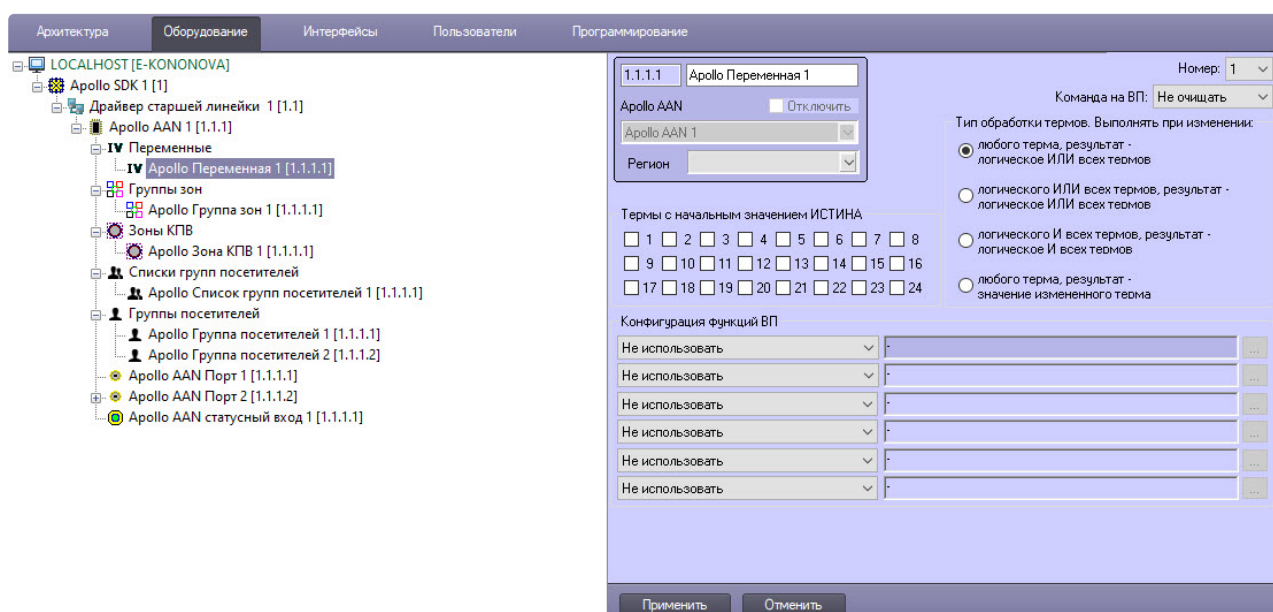 Архитектура Оборудование Интерфейсы Пользователи Программирование
LOCALHOST [E-KONONOVA]
Apollo SDK 1 [1]
Драйвер старшей линейки 1 [1.1]
Apollo AAN 1 [1.1.1]
IV Переменные
IV Apollo Переменная 1 [1.1.1.1]
Группы зон
Apollo Группа зон 1 [1.1.1.1]
Зоны КПВ
Apollo Зона КПВ 1 [1.1.1.1]
Списки групп посетителей
Apollo Список групп посетителей 1 [1.1.1.1]
Группы посетителей
Apollo Группа посетителей 1 [1.1.1.1]
Apollo Группа посетителей 2 [1.1.1.2]
Apollo AAN Порт 1 [1.1.1.1]
Apollo AAN Порт 2 [1.1.1.2]
Apollo AAN статусный вход 1 [1.1.1.1]
1.1.1.1 Apollo Переменная 1
Apollo AAN Отключить
Apollo AAN 1
Регион
Номер: 1
Команда на ВП: Не очищать
Тип обработки термов. Выполнять при изменении:
любого терма, результат -
логическое ИЛИ всех термов
логического ИЛИ всех термов, результат -
логическое ИЛИ всех термов
логического И всех термов, результат -
логическое И всех термов
любого терма, результат -
значение измененного терма
Термы с начальным значением ИСТИНА
1 2 3 4 5 6 7 8
9 10 11 12 13 14 15 16
17 18 19 20 21 22 23 24
Конфигурация функций ВП
Не использовать - ...
Не использовать - ...
Не использовать - ...
Не использовать - ...
Не использовать - ...
Не использовать - ...
Применить Отменить